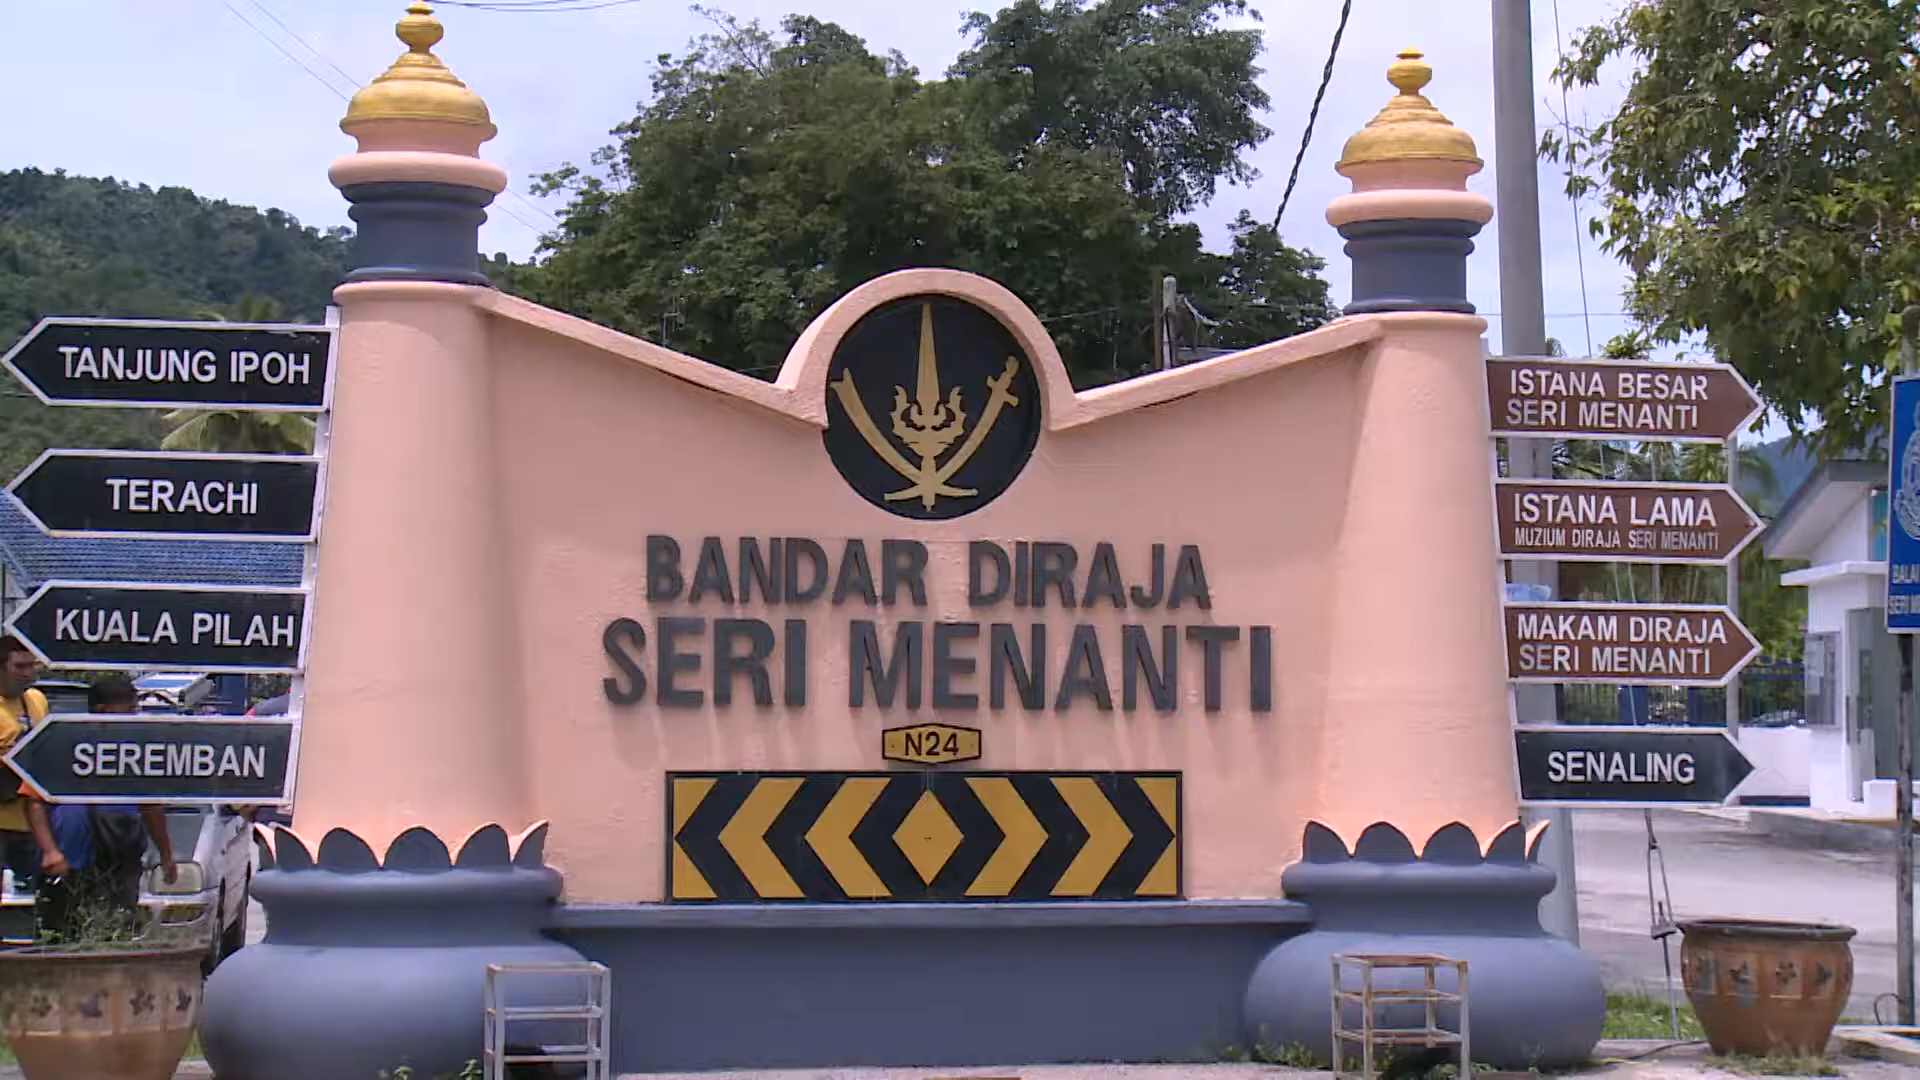 TANJUNG IPOH
TERACHI
KUALA PILAH
SEREMBAN
BANDAR DIRAJA
SERI MENANTI
N24
ISTANA BESAR
SERI MENANTI
ISTANA LAMA
MUZIUM DIRAJA SERI MENANTI
MAKAM DIRAJA
SERI MENANTI
SENALING
BALAI